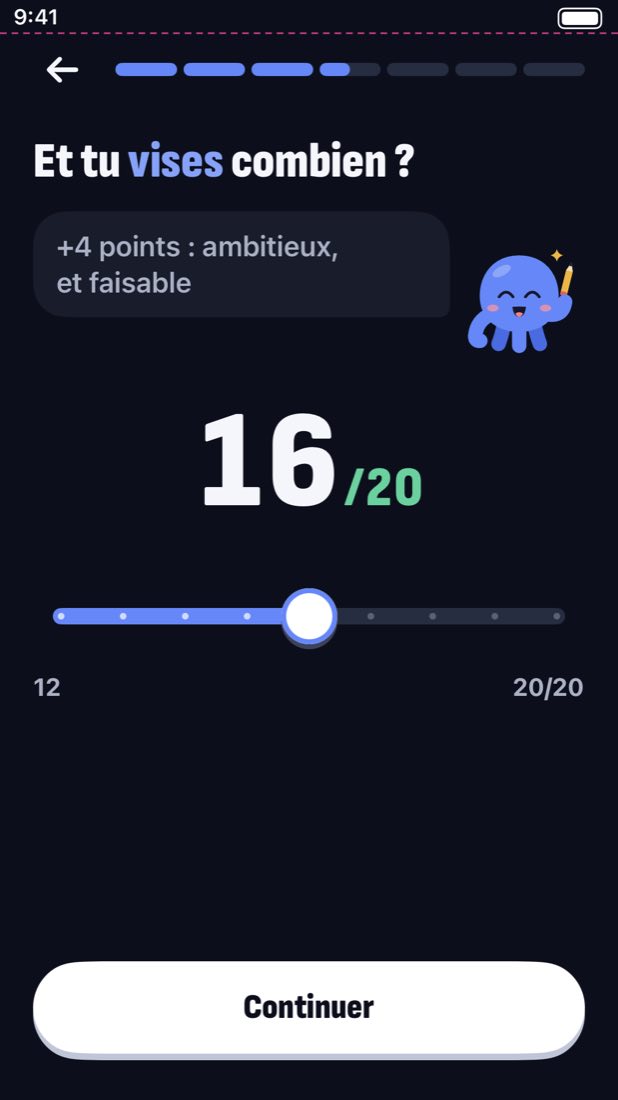 9:41
Et tu vises combien ?
+4 points : ambitieux,
et faisable
16/20
12
20/20
Continuer